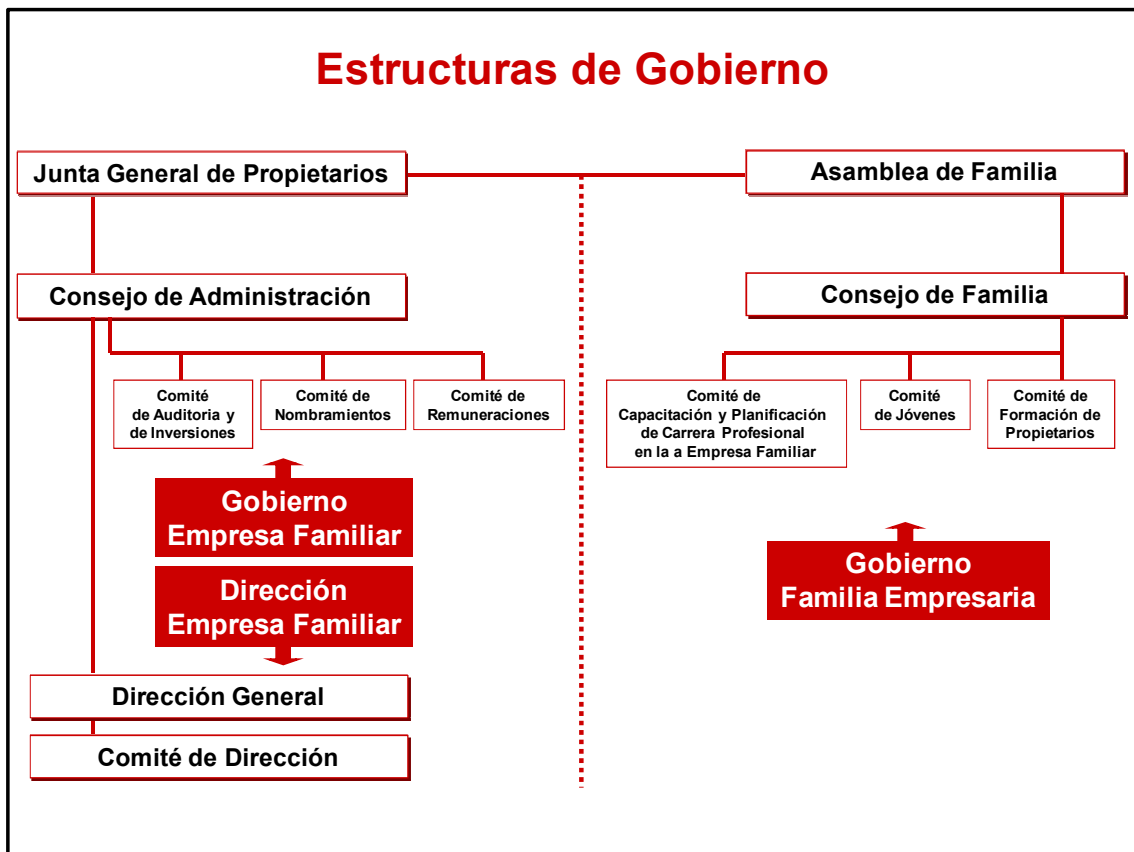 Estructuras de Gobierno
Junta General de Propietarios
Asamblea de Familia
Consejo de Administración
Consejo de Familia
Comité
de Auditoria y
de Inversiones
Comité de
Nombramientos
Comité de
Remuneraciones
Comité de
Capacitación y Planificación
de Carrera Profesional
en la a Empresa Familiar
Comité
de Jóvenes
Comité de
Formación de
Propietarios
Gobierno
Empresa Familiar
Dirección
Empresa Familiar
Gobierno
Familia Empresaria
Dirección General
Comité de Dirección